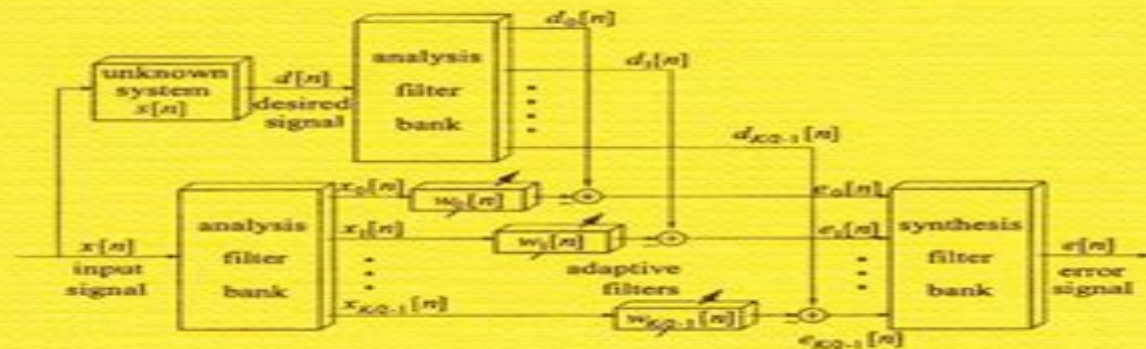 unknown
system
s[n]
d[n]
desired
signal
analysis
filter
bank
d₀[n]
d₁[n]
d_{K/2-1}[n]
x[n]
input
signal
analysis
filter
bank
x₀[n]
x₁[n]
x_{K/2-1}[n]
w₀[n]
w₁[n]
w_{K/2-1}[n]
adaptive
filters
e₀[n]
e₁[n]
e_{K/2-1}[n]
synthesis
filter
bank
e[n]
error
signal